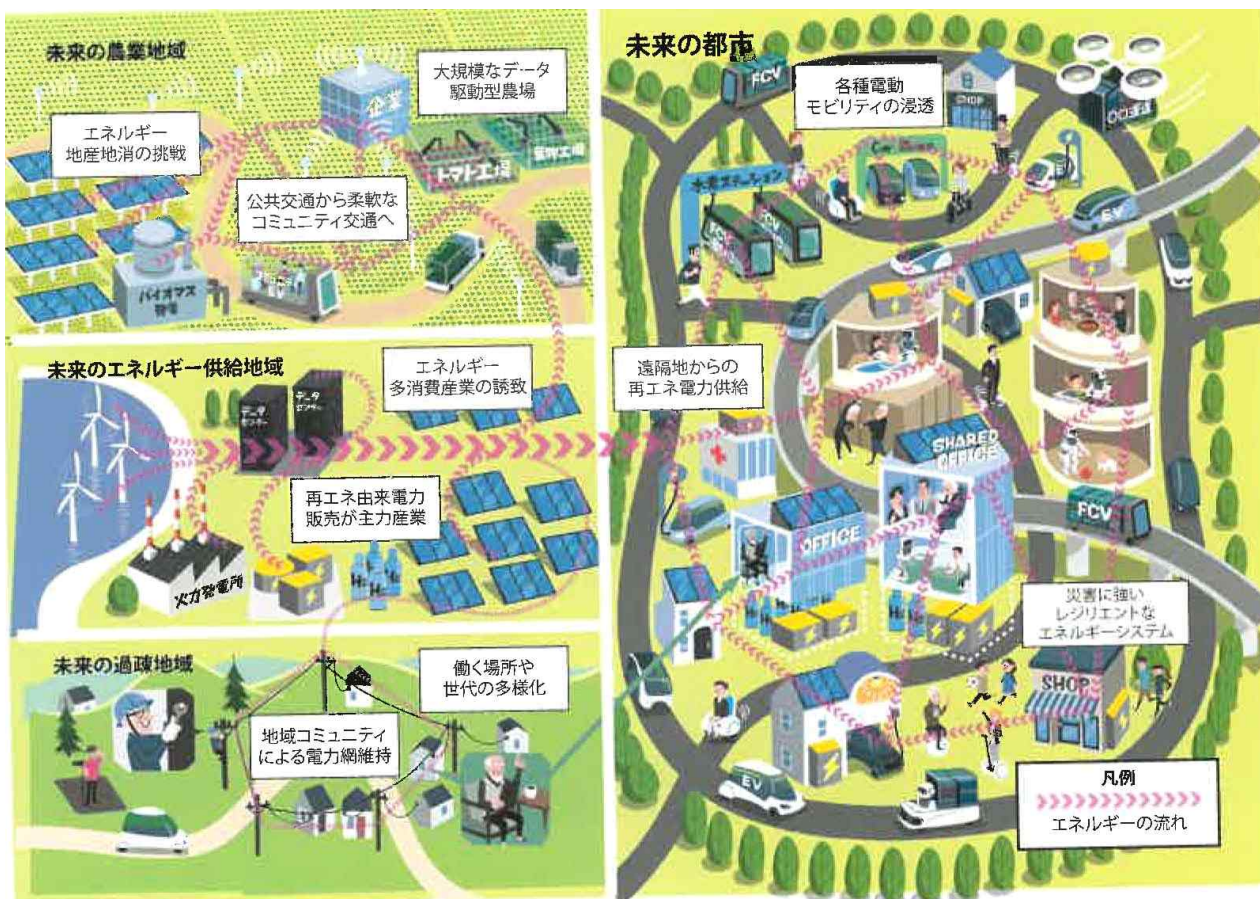 未来の農業地域
企業
大規模なデータ
駆動型農場
エネルギー
地産地消の挑戦
トマト工場
公共交通から柔軟な
コミュニティ交通へ
バイオマス
発電
未来のエネルギー供給地域
データ
センター
データ
センター
エネルギー
多消費産業の誘致
再エネ由来電力
販売が主力産業
火力発電所
H2
未来の過疎地域
働く場所や
世代の多様化
地域コミュニティ
による電力網維持
未来の都市
FCV
各種電動
モビリティの浸透
SHOP
水素ステーション
FCV
EV
EV
遠隔地からの
再エネ電力供給
SHARED
OFFICE
OFFICE
FCV
H2
H2
災害に強い
レジリエントな
エネルギーシステム
SHOP
EV
凡例
エネルギーの流れ